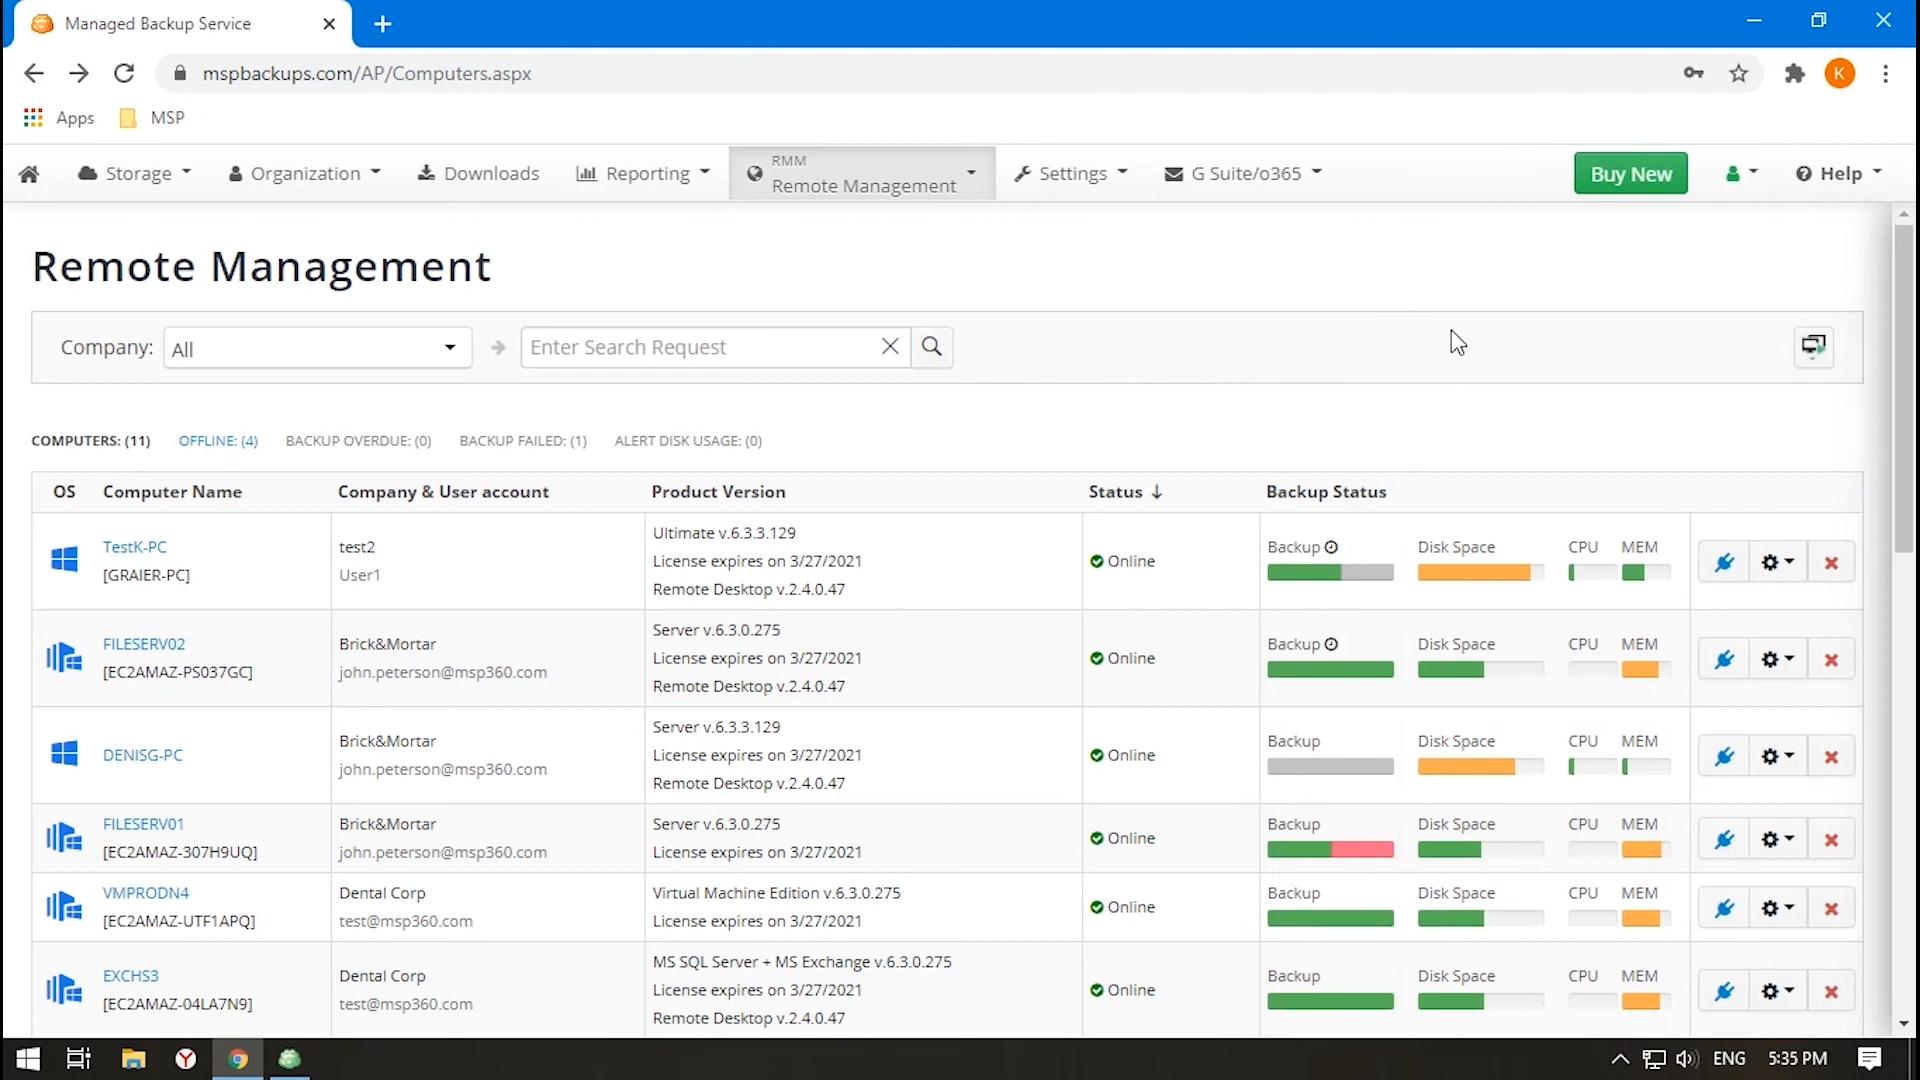 Managed Backup Service
mspbackups.com/AP/Computers.aspx
K
Apps
MSP
Storage
Organization
Downloads
Reporting
RMM
Remote Management
Settings
G Suite/o365
Buy New
Help
Remote Management
Company:
All
Enter Search Request
COMPUTERS: (11)
OFFLINE: (4)
BACKUP OVERDUE: (0)
BACKUP FAILED: (1)
ALERT DISK USAGE: (0)
OS
Computer Name
Company & User account
Product Version
Status
Backup Status
TestK-PC
[GRAIER-PC]
test2
User1
Ultimate v.6.3.3.129
License expires on 3/27/2021
Remote Desktop v.2.4.0.47
Online
Backup
Disk Space
CPU
MEM
FILESERV02
[EC2AMAZ-PS037GC]
Brick&Mortar
john.peterson@msp360.com
Server v.6.3.0.275
License expires on 3/27/2021
Remote Desktop v.2.4.0.47
Online
Backup
Disk Space
CPU
MEM
DENISG-PC
Brick&Mortar
john.peterson@msp360.com
Server v.6.3.3.129
License expires on 3/27/2021
Remote Desktop v.2.4.0.47
Online
Backup
Disk Space
CPU
MEM
FILESERV01
[EC2AMAZ-307H9UQ]
Brick&Mortar
john.peterson@msp360.com
Server v.6.3.0.275
License expires on 3/27/2021
Online
Backup
Disk Space
CPU
MEM
VMPRODN4
[EC2AMAZ-UTF1APQ]
Dental Corp
test@msp360.com
Virtual Machine Edition v.6.3.0.275
License expires on 3/27/2021
Online
Backup
Disk Space
CPU
MEM
EXCHS3
[EC2AMAZ-04LA7N9]
Dental Corp
test@msp360.com
MS SQL Server + MS Exchange v.6.3.0.275
License expires on 3/27/2021
Remote Desktop v.2.4.0.47
Online
Backup
Disk Space
CPU
MEM
ENG
5:35 PM